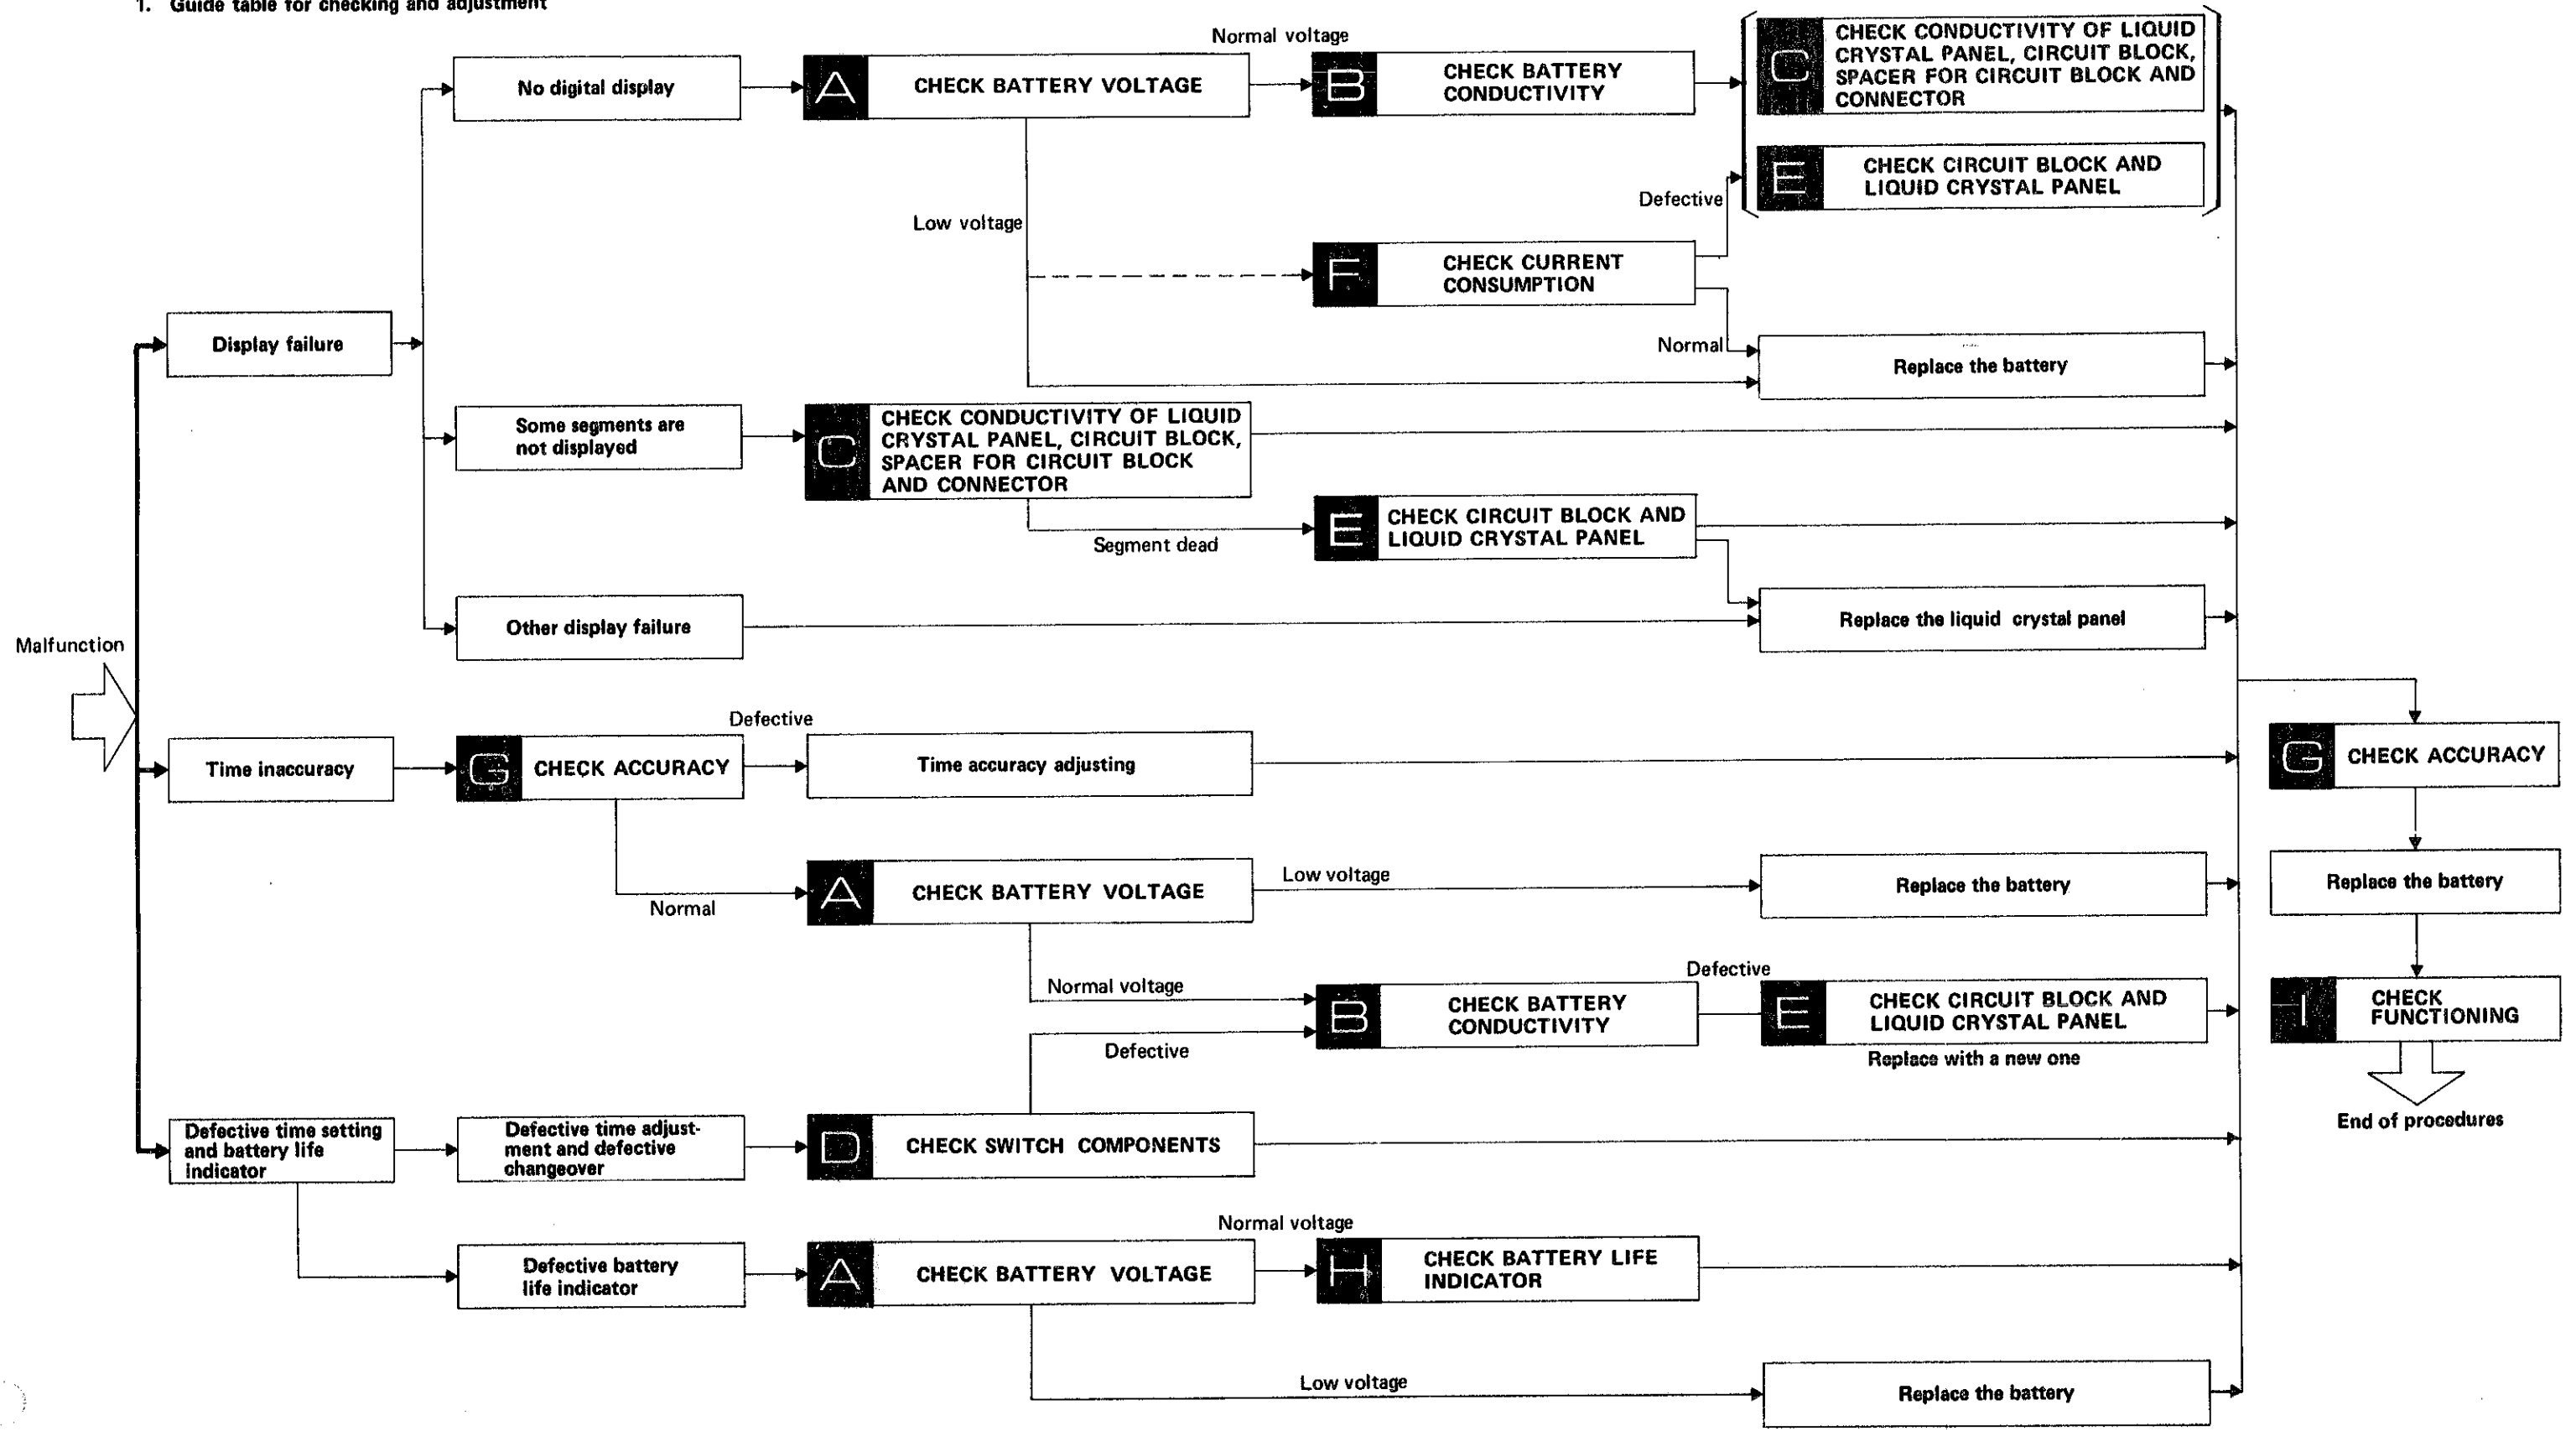 1. Guide table for checking and adjustment
Normal voltage
No digital display
A
CHECK BATTERY VOLTAGE
B
CHECK BATTERY
CONDUCTIVITY
C
CHECK CONDUCTIVITY OF LIQUID
CRYSTAL PANEL, CIRCUIT BLOCK,
SPACER FOR CIRCUIT BLOCK AND
CONNECTOR
E
CHECK CIRCUIT BLOCK AND
LIQUID CRYSTAL PANEL
Defective
Low voltage
F
CHECK CURRENT
CONSUMPTION
Display failure
Normal
Replace the battery
Some segments are
not displayed
C
CHECK CONDUCTIVITY OF LIQUID
CRYSTAL PANEL, CIRCUIT BLOCK,
SPACER FOR CIRCUIT BLOCK
AND CONNECTOR
E
CHECK CIRCUIT BLOCK AND
LIQUID CRYSTAL PANEL
Segment dead
Other display failure
Replace the liquid crystal panel
Malfunction
Defective
Time inaccuracy
G
CHECK ACCURACY
Time accuracy adjusting
G
CHECK ACCURACY
Normal
A
CHECK BATTERY VOLTAGE
Low voltage
Replace the battery
Replace the battery
Normal voltage
Defective
B
CHECK BATTERY
CONDUCTIVITY
E
CHECK CIRCUIT BLOCK AND
LIQUID CRYSTAL PANEL
Replace with a new one
I
CHECK
FUNCTIONING
Defective
End of procedures
Defective time setting
and battery life
indicator
Defective time adjust-
ment and defective
changeover
D
CHECK SWITCH COMPONENTS
Normal voltage
Defective battery
life indicator
A
CHECK BATTERY VOLTAGE
H
CHECK BATTERY LIFE
INDICATOR
Low voltage
Replace the battery